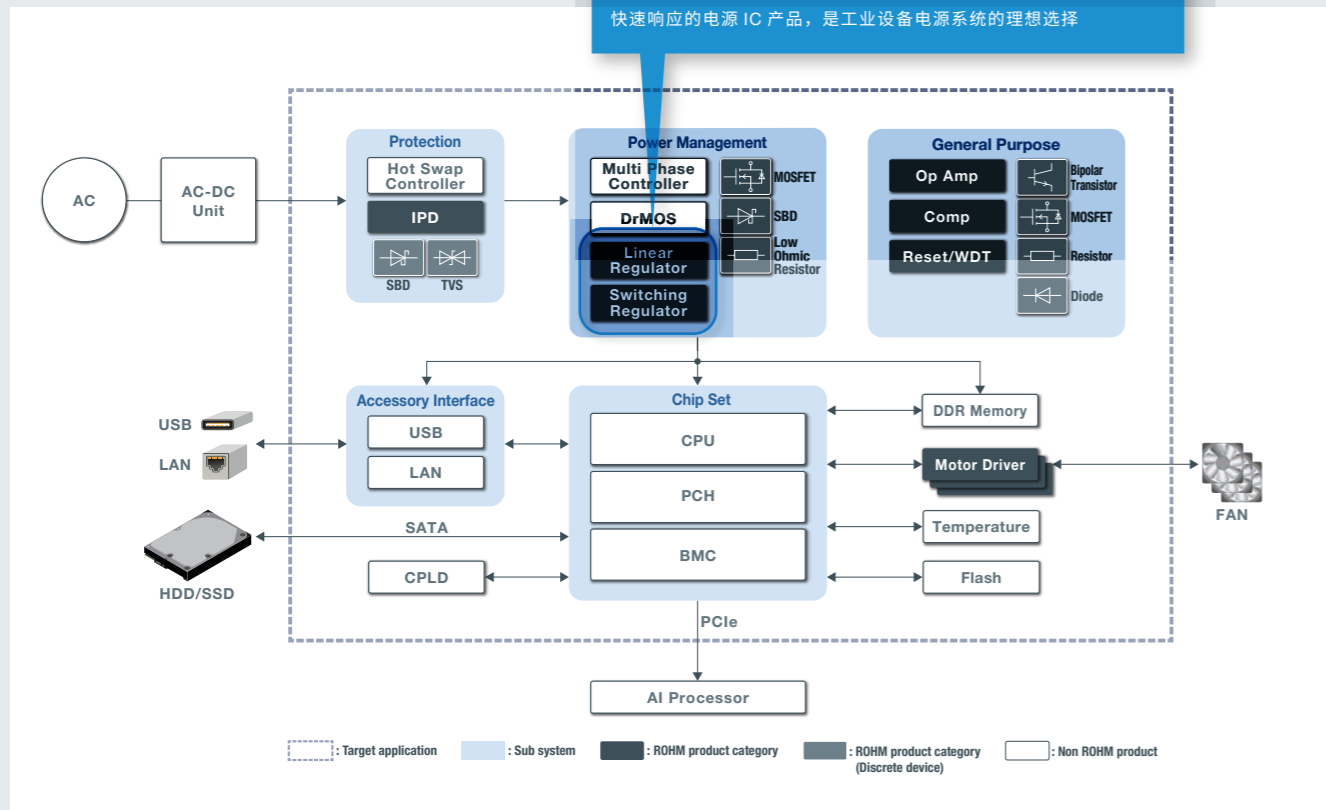 快速响应的电源 IC 产品，是工业设备电源系统的理想选择
Protection
Hot Swap
Controller
IPD
SBD
TVS
Power Management
Multi Phase
Controller
DrMOS
Linear
Regulator
Switching
Regulator
MOSFET
SBD
Low
Ohmic
Resistor
General Purpose
Op Amp
Comp
Reset/WDT
Bipolar
Transistor
MOSFET
Resistor
Diode
AC
AC-DC
Unit
Accessory Interface
USB
LAN
Chip Set
CPU
PCH
BMC
DDR Memory
Motor Driver
Temperature
Flash
USB
LAN
HDD/SSD
SATA
CPLD
FAN
PCIe
AI Processor
: Target application
: Sub system
: ROHM product category
: ROHM product category
(Discrete device)
: Non ROHM product